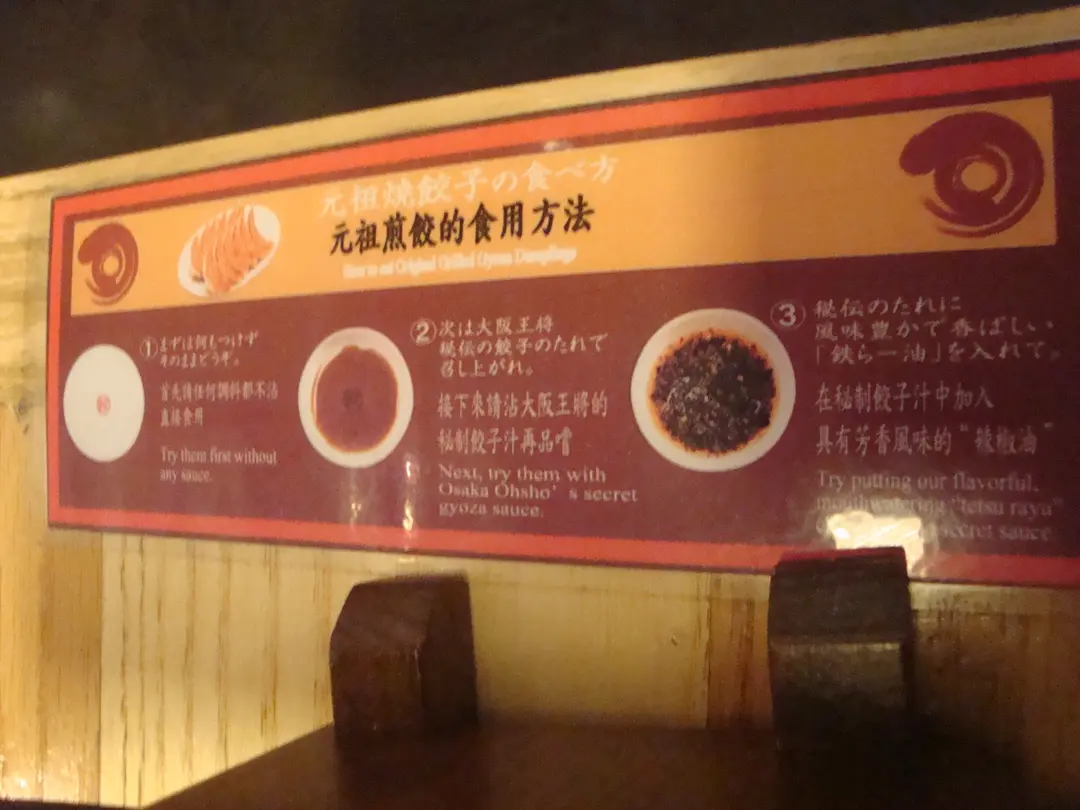 元祖焼餃子の食べ方
元祖煎餃的食用方法
How to eat Original Grilled Gyoza Dumplings
①まずは何もつけず
そのままどうぞ。
首先請任何調料都不沾
直接食用
Try them first without
any sauce.
②次は大阪王将
秘伝の餃子のたれで
召し上がれ。
接下來請沾大阪王將的
秘制餃子汁再品嚐
Next, try them with
Osaka Ohsho's secret
gyoza sauce.
③秘伝のたれに
風味豊かで香ばしい
「鉄らー油」を入れて。
在秘制餃子汁中加入
具有芳香風味的"辣椒油"
Try putting our flavorful,
mouthwatering "tetsu rayu"
secret sauce